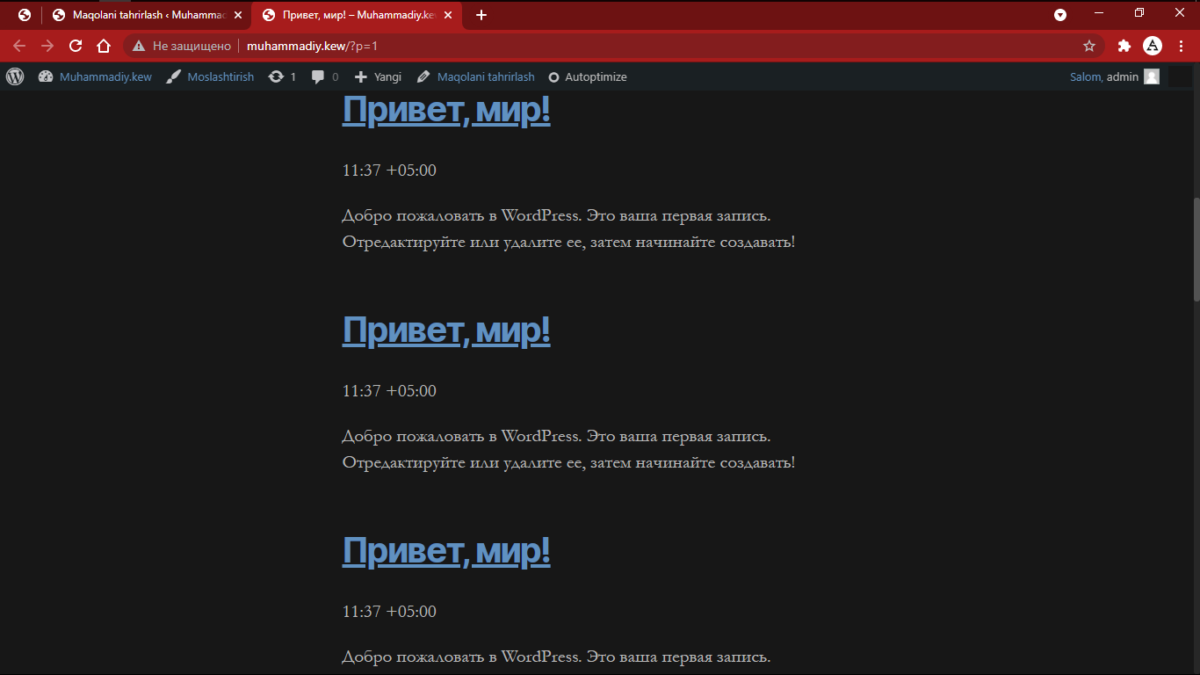 Maqolani tahrirlash ‹ Muhammad
Привет, мир! – Muhammadiy.ke
Не защищено
muhammadiy.kew/?p=1
Muhammadiy.kew
Moslashtirish
1
0
Yangi
Maqolani tahrirlash
Autoptimize
Salom, admin
Привет, мир!
11:37 +05:00
Добро пожаловать в WordPress. Это ваша первая запись.
Отредактируйте или удалите ее, затем начинайте создавать!
Привет, мир!
11:37 +05:00
Добро пожаловать в WordPress. Это ваша первая запись.
Отредактируйте или удалите ее, затем начинайте создавать!
Привет, мир!
11:37 +05:00
Добро пожаловать в WordPress. Это ваша первая запись.